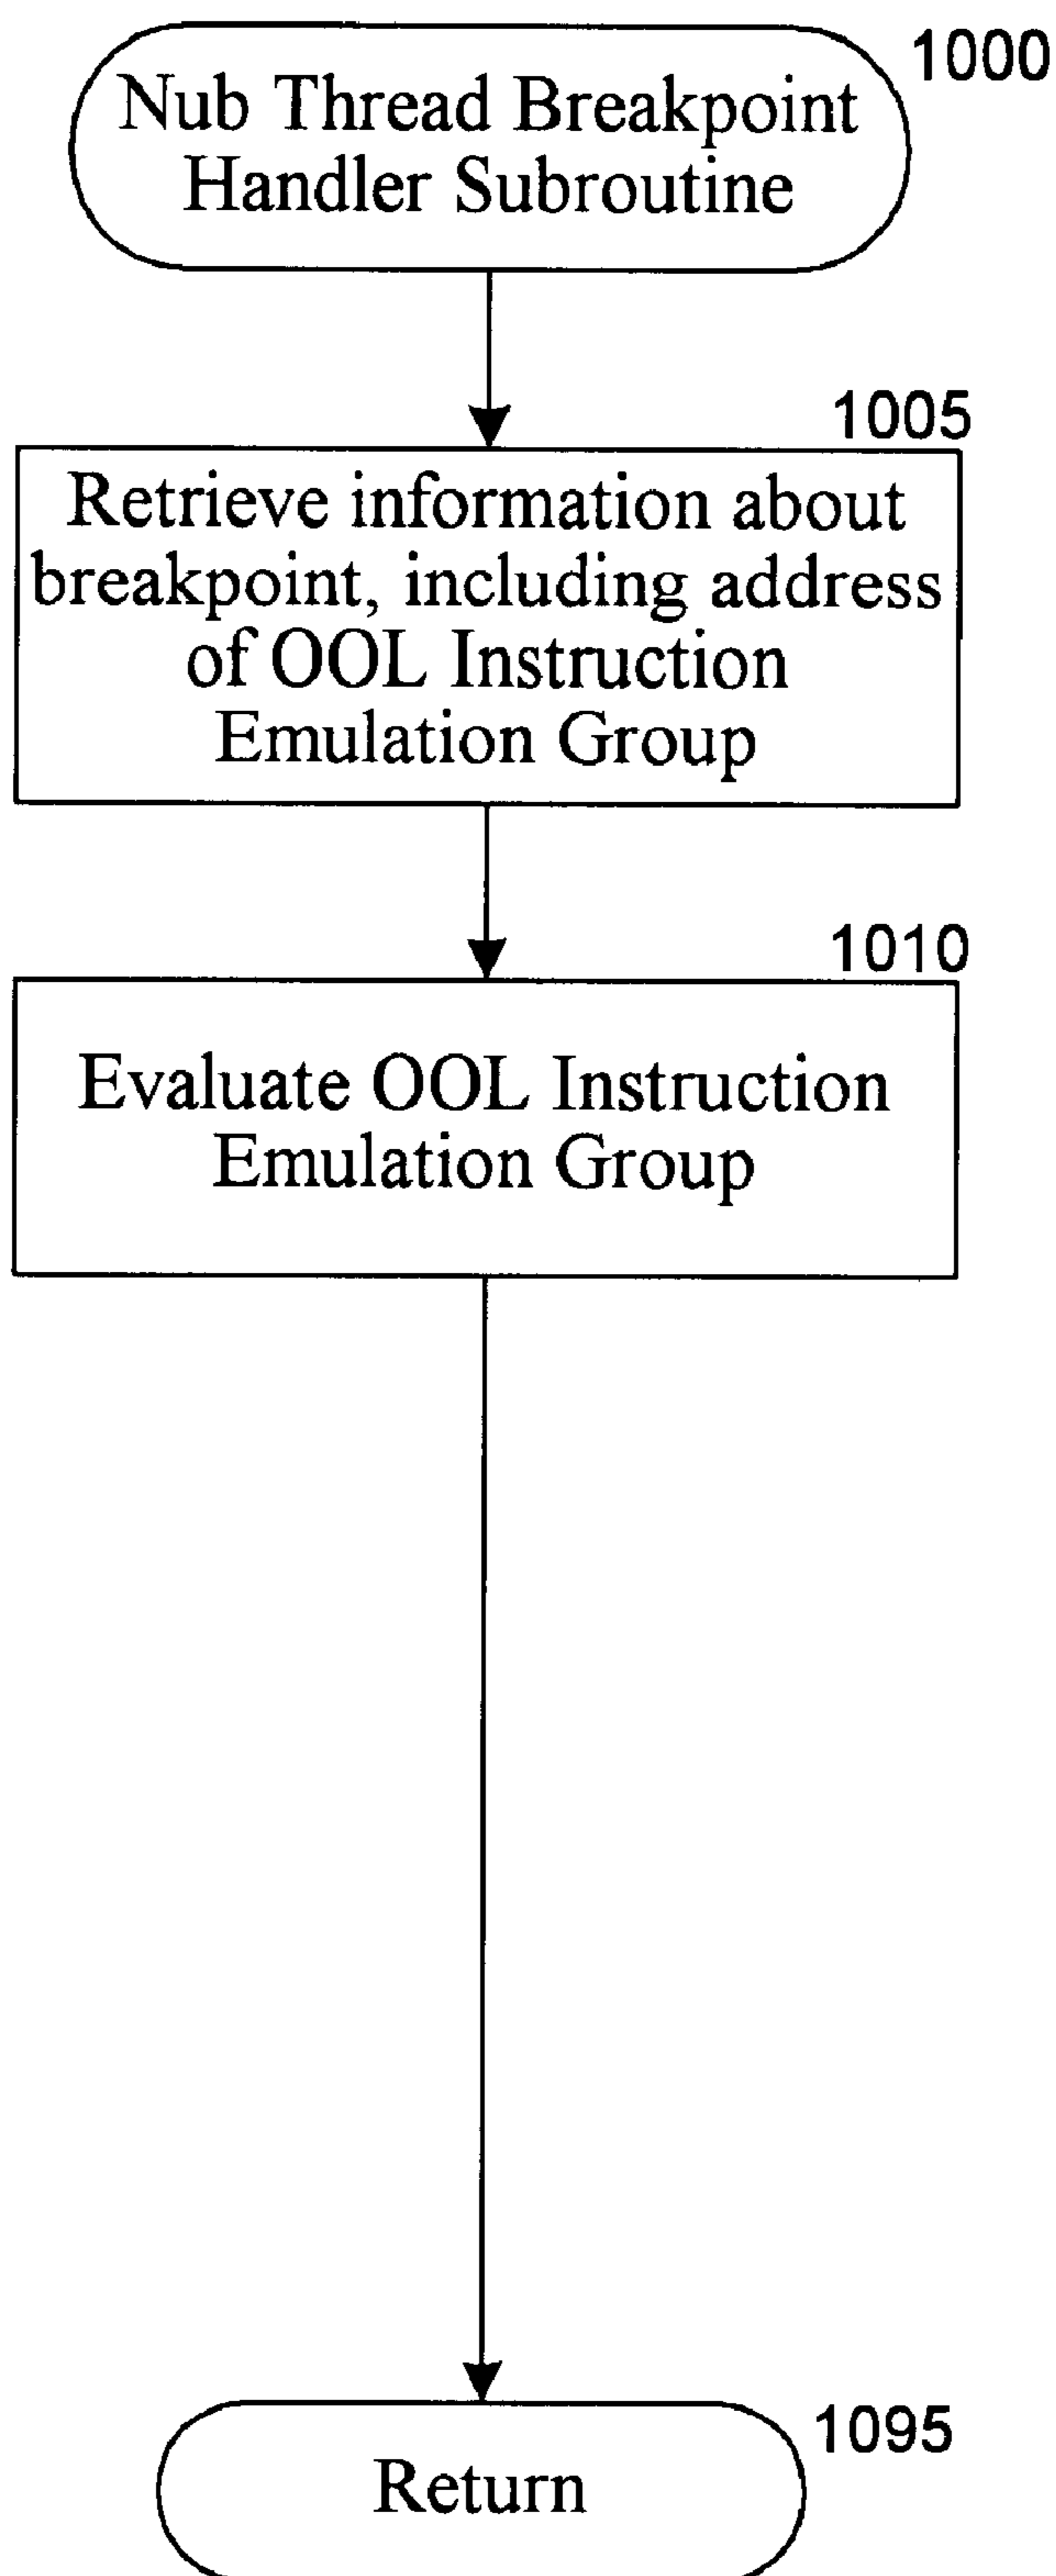 1000
Nub Thread Breakpoint
Handler Subroutine
1005
Retrieve information about
breakpoint, including address
of OOL Instruction
Emulation Group
1010
Evaluate OOL Instruction
Emulation Group
1095
Return